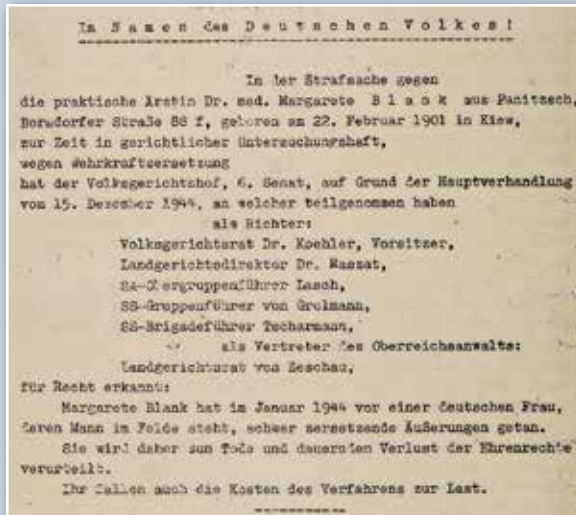 Im Namen des Deutschen Volkes!
In der Strafsache gegen
die praktische Ärztin Dr. med. Margarete Blank aus Panitzsch,
Borsdorfer Straße 88 f, geboren am 22. Februar 1901 in Kiew,
zur Zeit in gerichtlicher Untersuchungshaft,
wegen Wehrkraftzersetzung
hat der Volksgerichtshof, 6. Senat, auf Grund der Hauptverhandlung
vom 15. Dezember 1944, an welcher teilgenommen haben
als Richter:
Volksgerichtsrat Dr. Koehler, Vorsitzer,
Landgerichtsdirektor Dr.
SA-Obergruppenführer Lasch,
SS-Gruppenführer von Grolmann,
SS-Brigadeführer Tscharmann,
als Vertreter des Oberreichsanwalts:
Landgerichtsrat von Zeschau,
für Recht erkannt:
Margarete Blank hat im Januar 1944 vor einer deutschen Frau,
deren Mann im Felde steht, schwer zersetzende Äußerungen getan.
Sie wird daher zum Tode und dauernden Verlust der Ehrenrechte
verurteilt.
Ihr fallen auch die Kosten des Verfahrens zur Last.